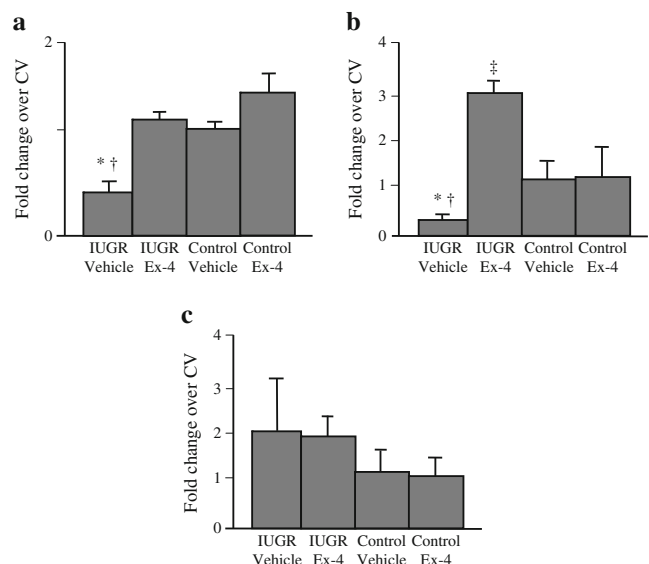 a
2
0
Fold change over CV
* †
IUGR Vehicle
IUGR Ex-4
Control Vehicle
Control Ex-4
b
4
3
2
1
0
Fold change over CV
* †
‡
IUGR Vehicle
IUGR Ex-4
Control Vehicle
Control Ex-4
c
4
3
2
1
0
Fold change over CV
IUGR Vehicle
IUGR Ex-4
Control Vehicle
Control Ex-4